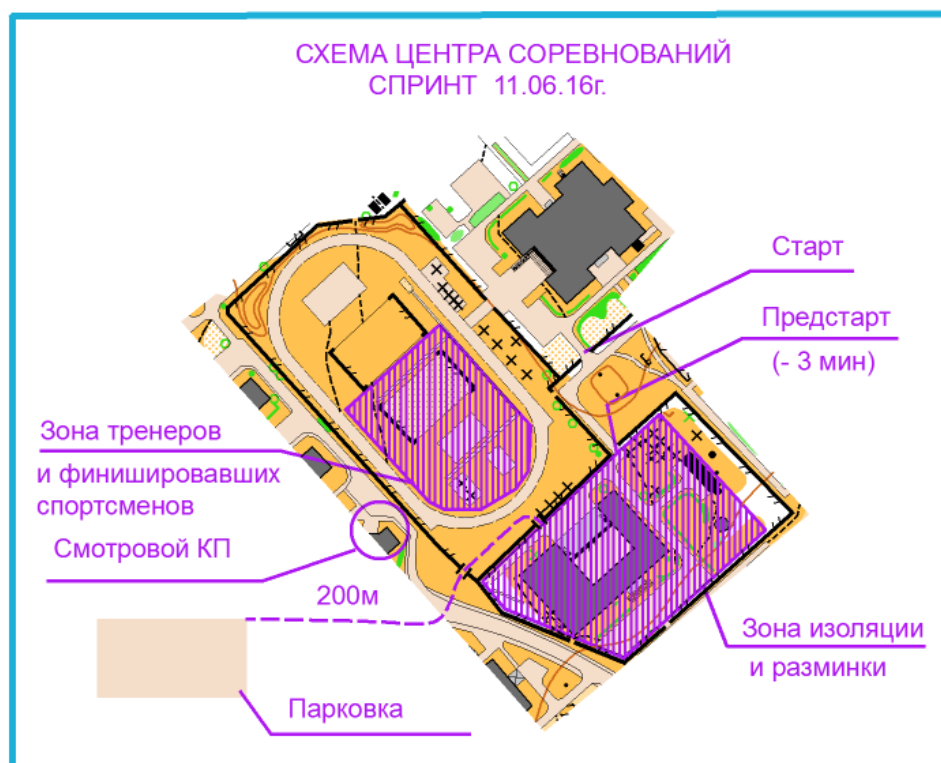 СХЕМА ЦЕНТРА СОРЕВНОВАНИЙ
СПРИНТ 11.06.16г.
Старт
Предстарт
(- 3 мин)
Зона тренеров
и финишировавших
спортсменов
Смотровой КП
200м
Зона изоляции
и разминки
Парковка